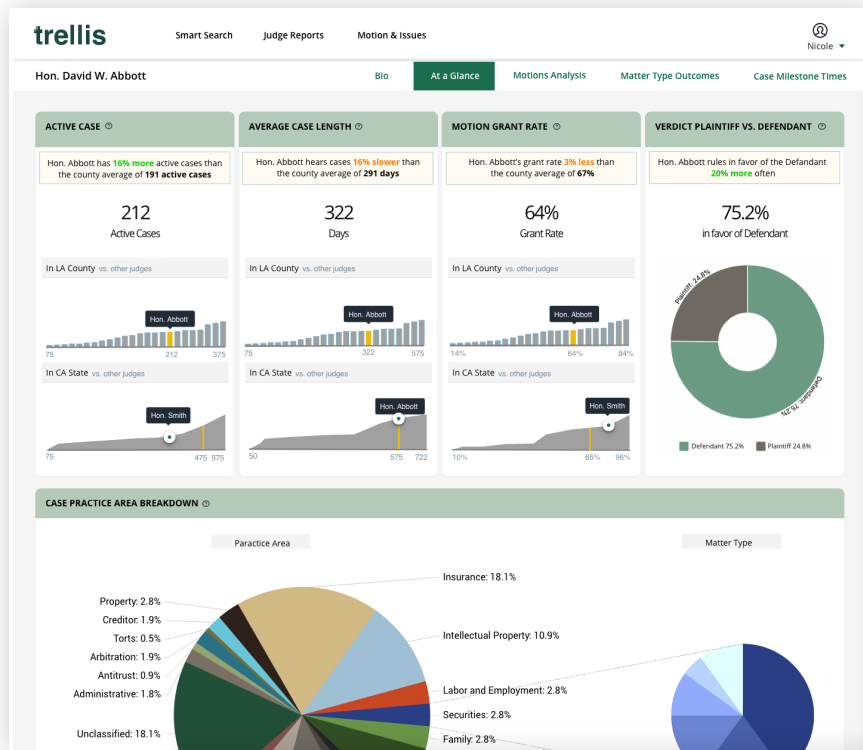 trellis
Smart Search
Judge Reports
Motion & Issues
Nicole
Hon. David W. Abbott
Bio
At a Glance
Motions Analysis
Matter Type Outcomes
Case Milestone Times
ACTIVE CASE
Hon. Abbott has 16% more active cases than
the county average of 191 active cases
212
Active Cases
In LA County vs. other judges
Hon. Abbott
75 212 375
In CA State vs. other judges
Hon. Smith
75 475 575
AVERAGE CASE LENGTH
Hon. Abbott hears cases 16% slower than
the county average of 291 days
322
Days
In LA County vs. other judges
Hon. Abbott
75 322 575
In CA State vs. other judges
Hon. Abbott
50 575 722
MOTION GRANT RATE
Hon. Abbott's grant rate 3% less than
the county average of 67%
64%
Grant Rate
In LA County vs. other judges
Hon. Abbott
14% 64% 84%
In CA State vs. other judges
Hon. Smith
10% 65% 96%
VERDICT PLAINTIFF VS. DEFENDANT
Hon. Abbott rules in favor of the Defandant
20% more often
75.2%
in favor of Defendant
Plaintiff: 24.8%
Defendant: 75.2%
Defendant 75.2% Plaintiff 24.8%
CASE PRACTICE AREA BREAKDOWN
Paractice Area
Property: 2.8%
Creditor: 1.9%
Torts: 0.5%
Arbitration: 1.9%
Antitrust: 0.9%
Administrative: 1.8%
Unclassified: 18.1%
Insurance: 18.1%
Intellectual Property: 10.9%
Labor and Employment: 2.8%
Securities: 2.8%
Family: 2.8%
Matter Type